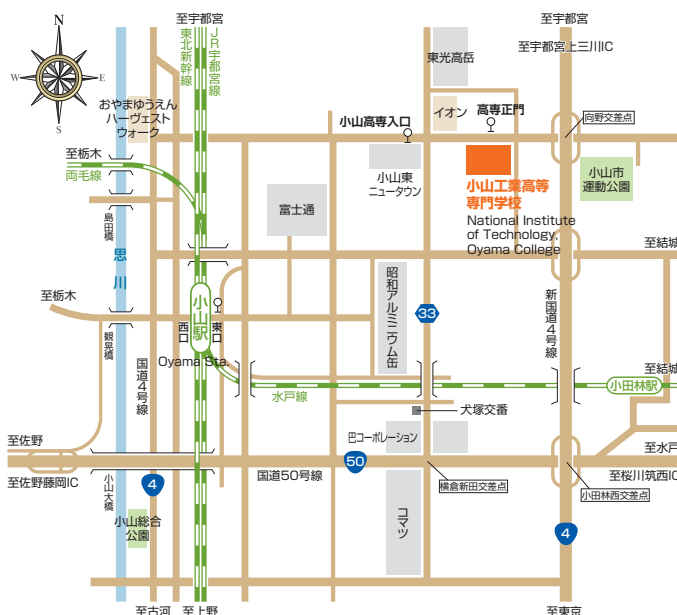 N
W
E
S
至宇都宮
東北新幹線
JR宇都宮線
至宇都宮
至宇都宮上三川IC
東光高岳
おやまゆうえん
ハーヴェスト
ウォーク
イオン
高専正門
小山高専入口
向野交差点
至栃木
両毛線
小山東
ニュータウン
小山工業高等
専門学校
National Institute
of Technology,
Oyama College
小山市
運動公園
富士通
島田橋
思川
至結城
至栃木
小山駅
西口
東口
Oyama Sta.
昭和アルミニウム缶
33
新国道4号線
観晃橋
国道4号線
水戸線
至結城
小田林駅
犬塚交番
巴コーポレーション
至佐野
至水戸
至佐野藤岡IC
小山大橋
国道50号線
50
横倉新田交差点
至桜川筑西IC
小田林西交差点
4
小山総合
公園
コマツ
4
至古河
至上野
至東京